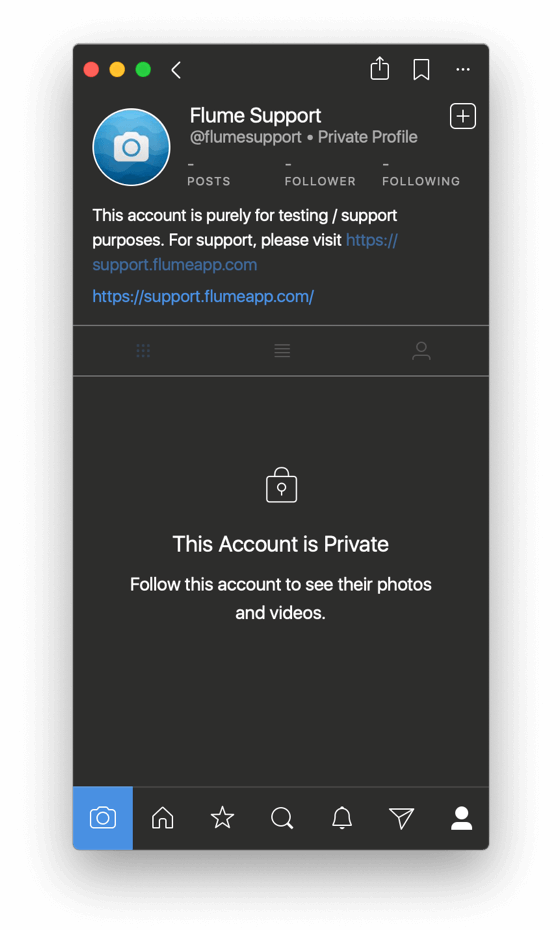 Flume Support
@flumesupport • Private Profile
- - -
POSTS FOLLOWER FOLLOWING
This account is purely for testing / support
purposes. For support, please visit https://
support.flumeapp.com
https://support.flumeapp.com/
This Account is Private
Follow this account to see their photos
and videos.